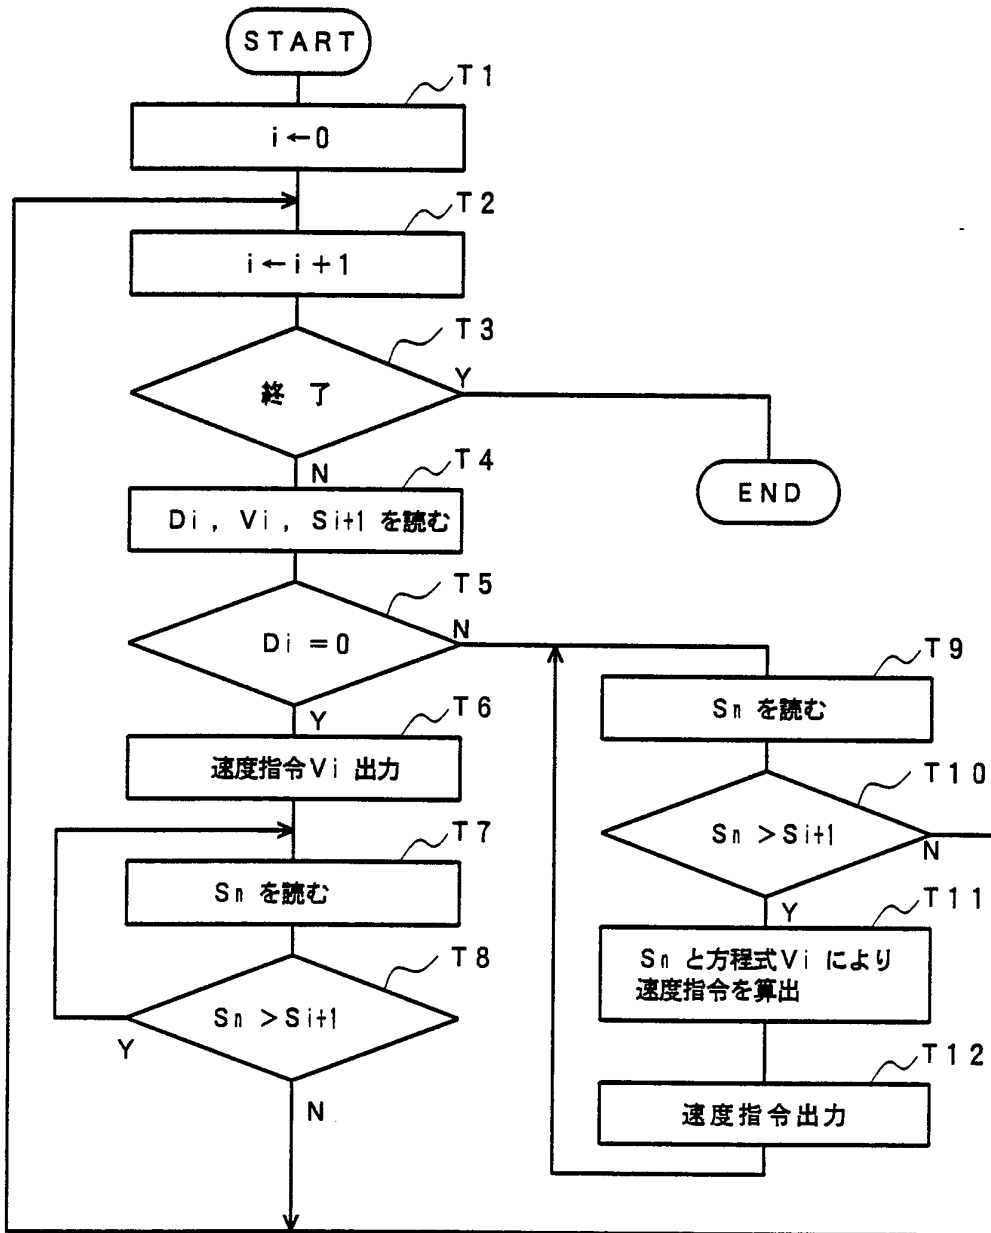 START
T1
i←0
T2
i←i+1
T3
終 了
Y
N
T4
END
Di , Vi , Si+1 を読む
T5
Di =0
N
Y
T6
速度指令Vi 出力
T7
Sn を読む
T8
Sn >Si+1
Y
N
T9
Sn を読む
T10
Sn >Si+1
N
Y
T11
Sn と方程式Vi により
速度指令を算出
T12
速度指令出力